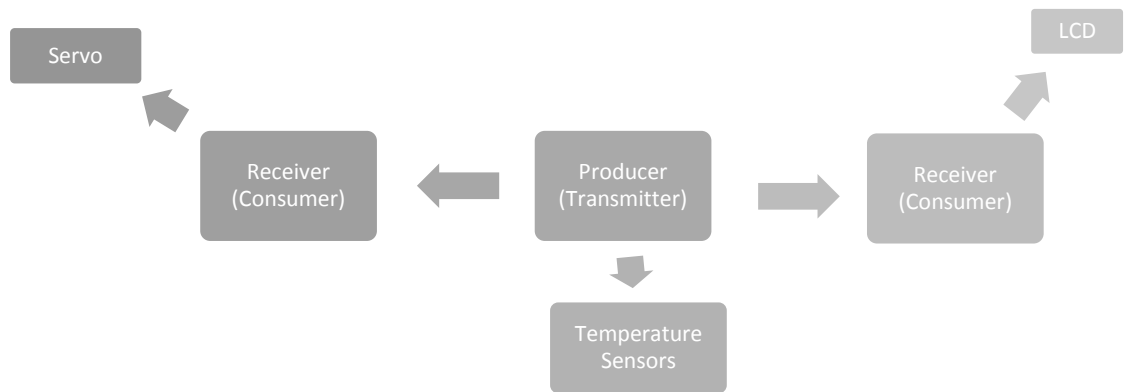 Servo
LCD
Receiver
(Consumer)
Producer
(Transmitter)
Receiver
(Consumer)
Temperature
Sensors